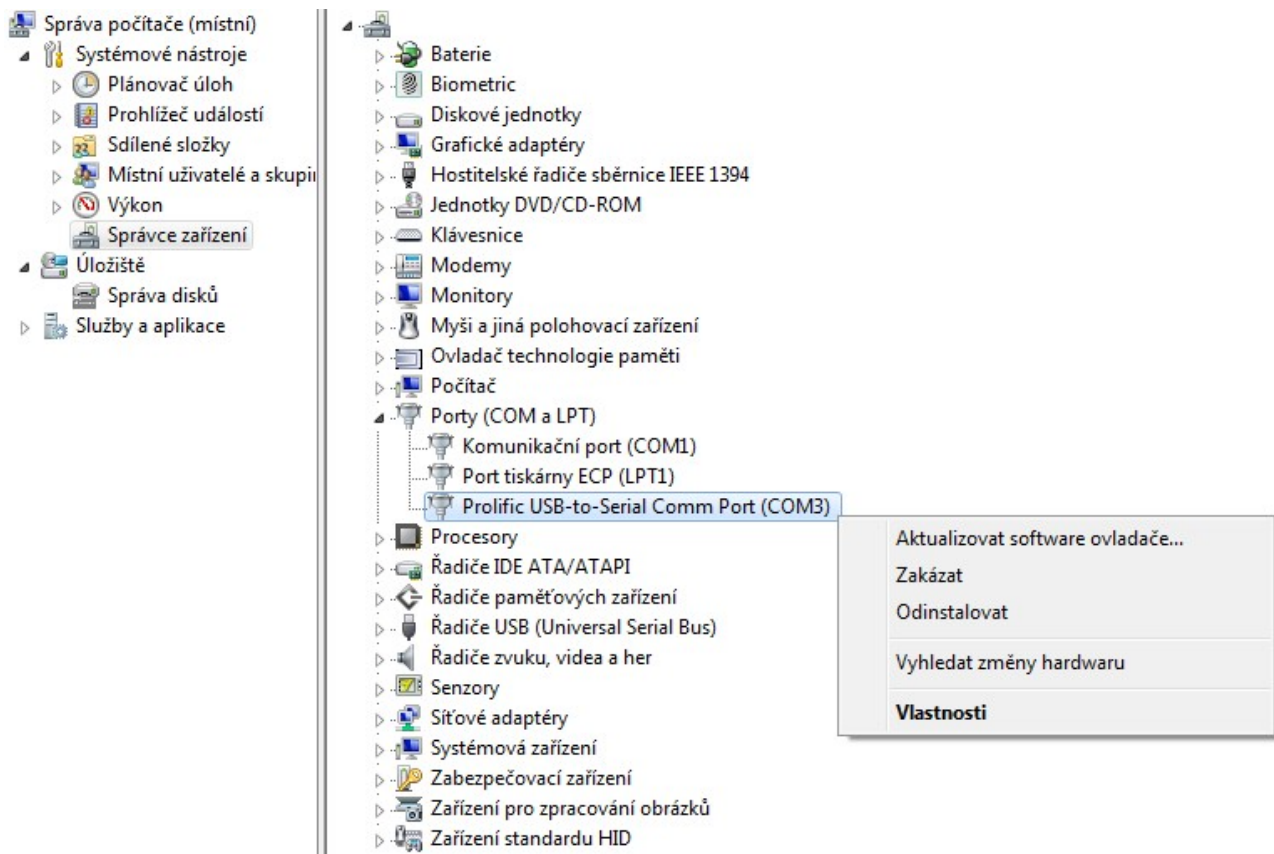 Správa počítače (místní)
Systémové nástroje
Plánovač úloh
Prohlížeč událostí
Sdílené složky
Místní uživatelé a skupin
Výkon
Správce zařízení
Úložiště
Správa disků
Služby a aplikace
Baterie
Biometric
Diskové jednotky
Grafické adaptéry
Hostitelské řadiče sběrnice IEEE 1394
Jednotky DVD/CD-ROM
Klávesnice
Modemy
Monitory
Myši a jiná polohovací zařízení
Ovladač technologie paměti
Počítač
Porty (COM a LPT)
Komunikační port (COM1)
Port tiskárny ECP (LPT1)
Prolific USB-to-Serial Comm Port (COM3)
Procesory
Řadiče IDE ATA/ATAPI
Řadiče paměťových zařízení
Řadiče USB (Universal Serial Bus)
Řadiče zvuku, videa a her
Senzory
Síťové adaptéry
Systémová zařízení
Zabezpečovací zařízení
Zařízení pro zpracování obrázků
Zařízení standardu HID
Aktualizovat software ovladače...
Zakázat
Odinstalovat
Vyhledat změny hardwaru
Vlastnosti